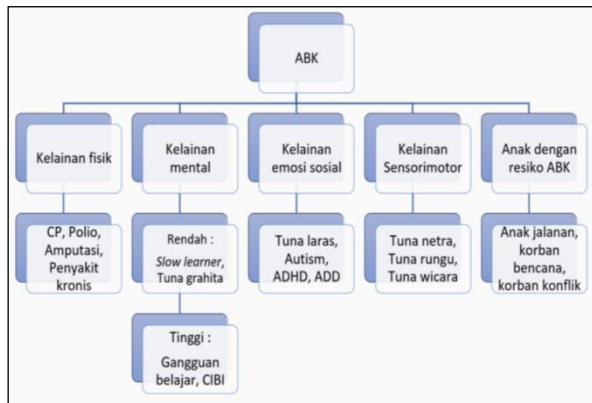 ABK
Kelainan fisik
Kelainan
mental
Kelainan
emosi sosial
Kelainan
Sensorimotor
Anak dengan
resiko ABK
CP, Polio,
Amputasi,
Penyakit
kronis
Rendah :
Slow learner,
Tuna grahita
Tuna laras,
Autism,
ADHD, ADD
Tuna netra,
Tuna rungu,
Tuna wicara
Anak jalanan,
korban
bencana,
korban konflik
Tinggi :
Gangguan
belajar, CIBI